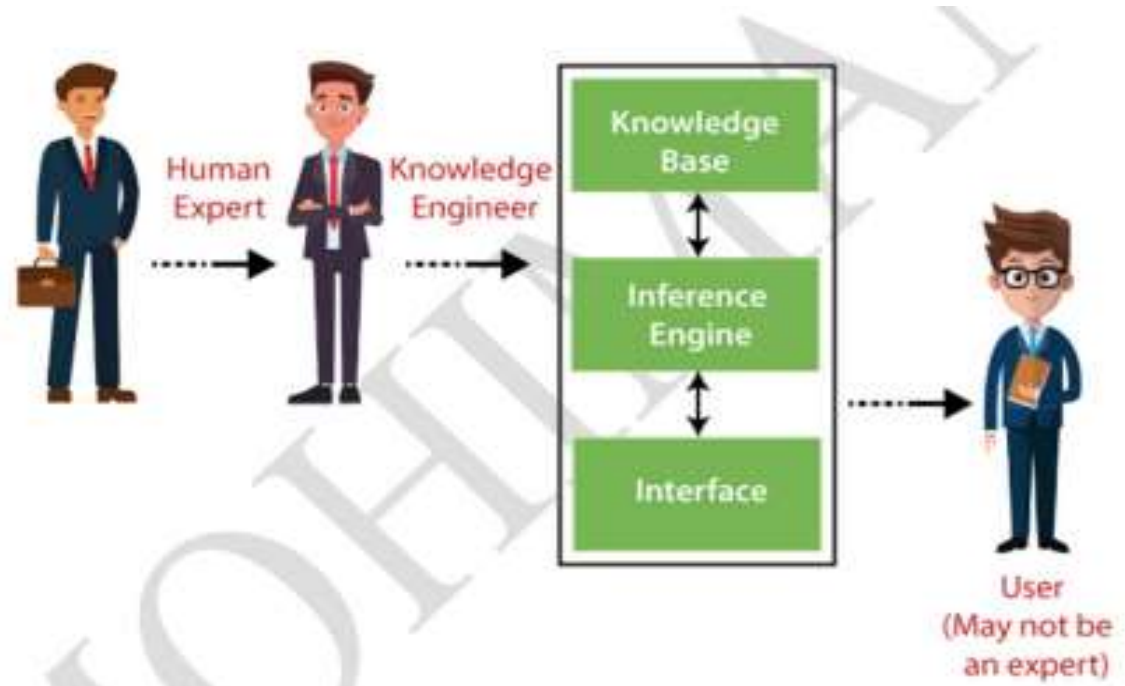 Human
Expert
Knowledge
Engineer
Knowledge
Base
Inference
Engine
Interface
User
(May not be
an expert)